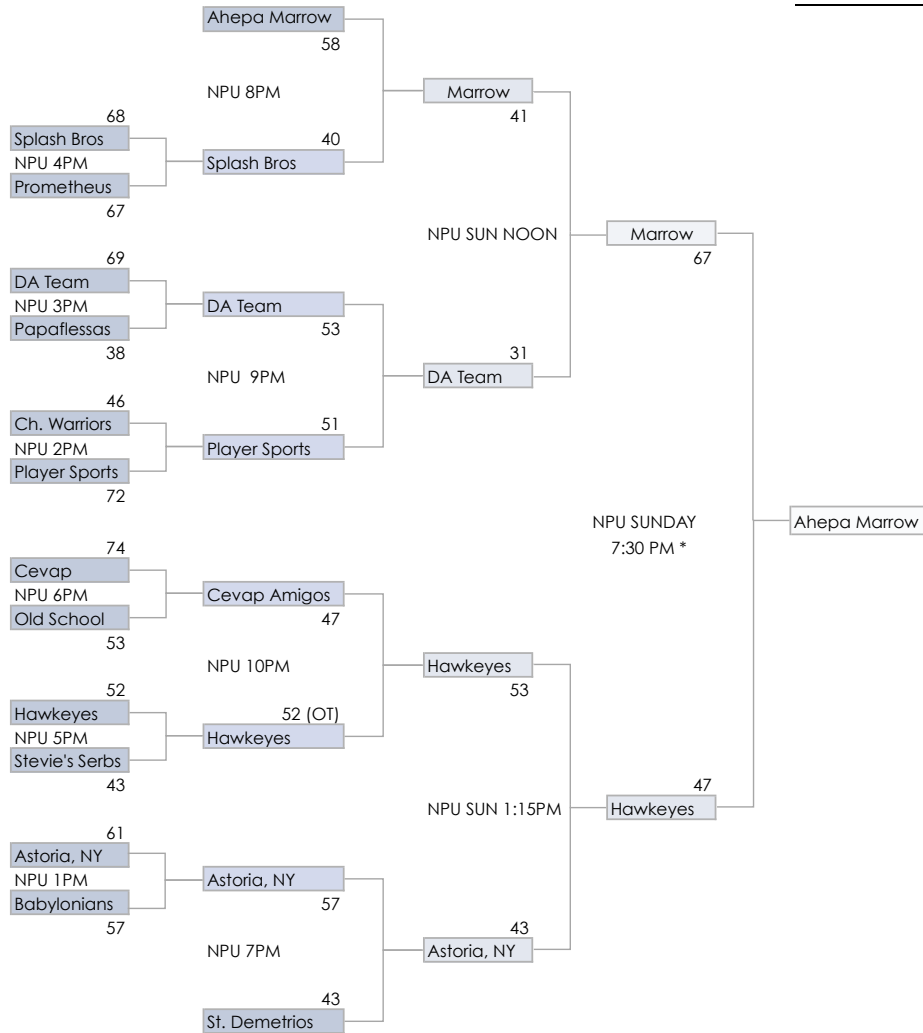 Ahepa Marrow
58
NPU 8PM
Marrow
41
68
Splash Bros
NPU 4PM
Prometheus
67
40
Splash Bros
NPU SUN NOON
Marrow
67
69
DA Team
NPU 3PM
Papaflessas
38
DA Team
53
NPU  9PM
31
DA Team
46
Ch. Warriors
NPU 2PM
Player Sports
72
51
Player Sports
NPU SUNDAY
7:30 PM *
Ahepa Marrow
74
Cevap
NPU 6PM
Old School
53
Cevap Amigos
47
NPU 10PM
Hawkeyes
53
52
Hawkeyes
NPU 5PM
Stevie's Serbs
43
52 (OT)
Hawkeyes
NPU SUN 1:15PM
47
Hawkeyes
61
Astoria, NY
NPU 1PM
Babylonians
57
Astoria, NY
57
NPU 7PM
43
Astoria, NY
43
St. Demetrios